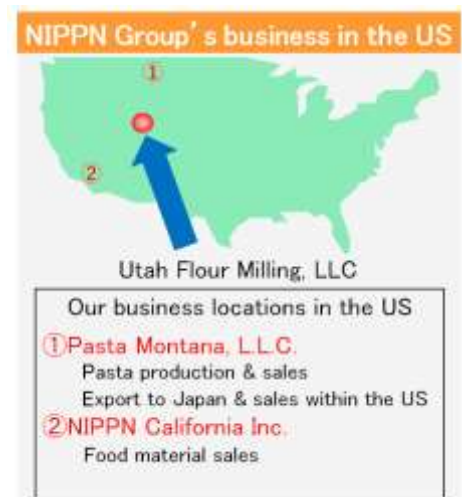 NIPPN Group's business in the US
①
②
Utah Flour Milling, LLC
Our business locations in the US
①Pasta Montana, L.L.C.
Pasta production & sales
Export to Japan & sales within the US
②NIPPN California Inc.
Food material sales